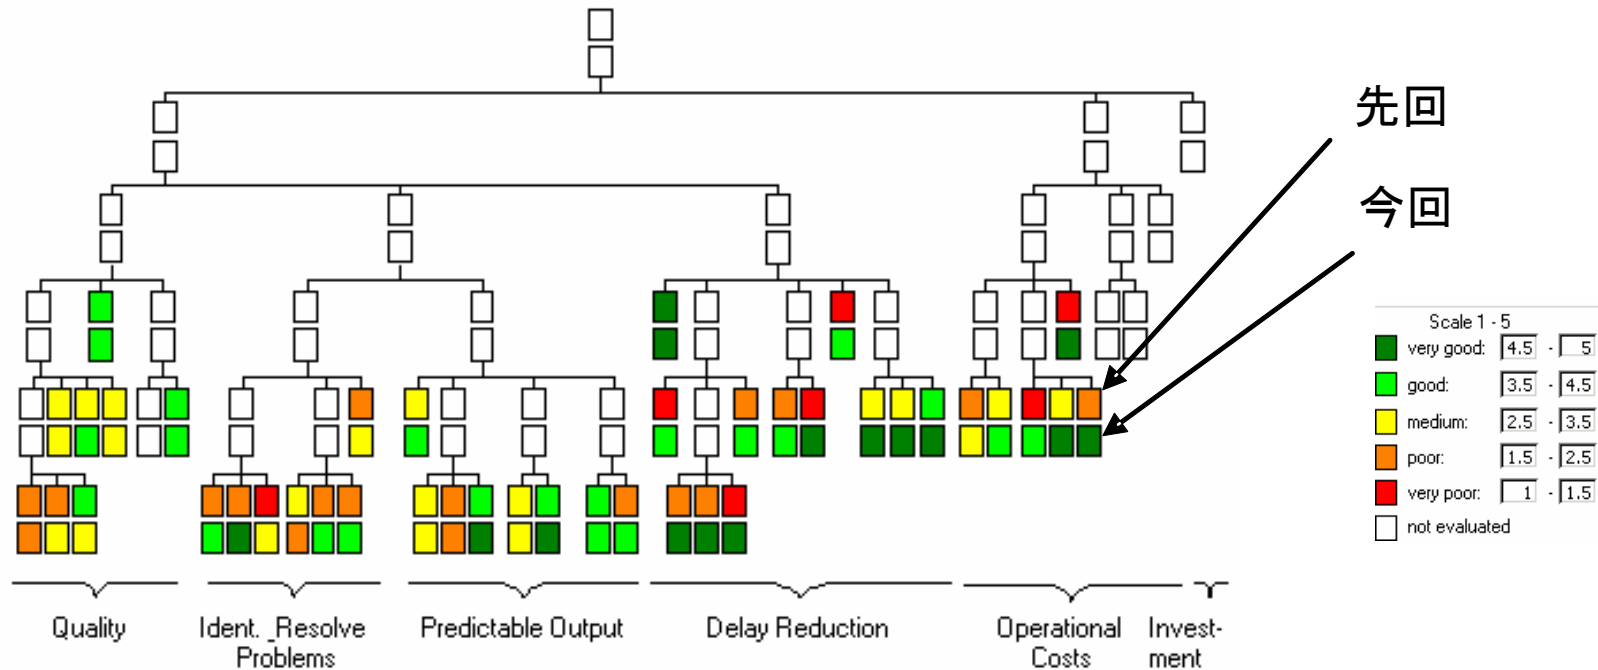 先回
今回
Scale 1 - 5
very good: 4.5 - 5
good: 3.5 - 4.5
medium: 2.5 - 3.5
poor: 1.5 - 2.5
very poor: 1 - 1.5
not evaluated
Quality
Ident. _Resolve
Problems
Predictable Output
Delay Reduction
Operational
Costs
Invest-
ment